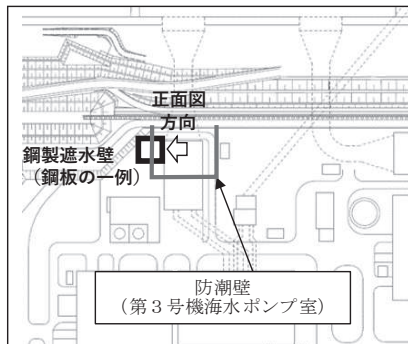 正面図
方向
鋼製遮水壁
（鋼板の一例）
防潮壁
（第３号機海水ポンプ室）